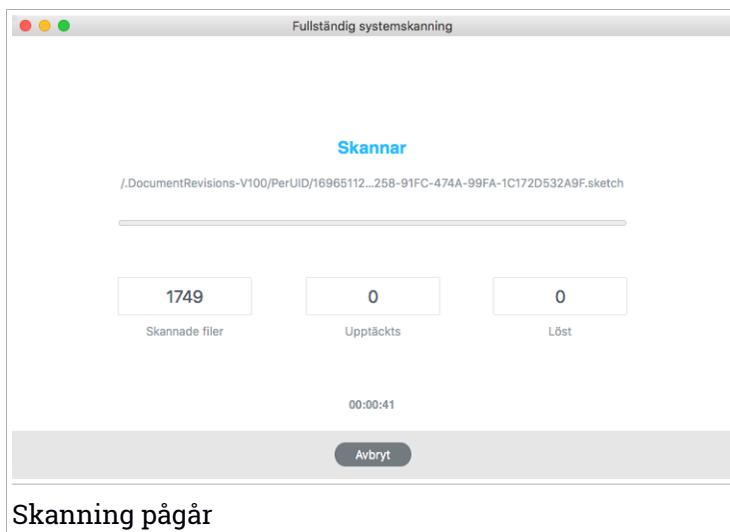 Fullständig systemskanning
Skannar
/.DocumentRevisions-V100/PerUID/16965112...258-91FC-474A-99FA-1C172D532A9F.sketch
1749
0
0
Skannade filer
Upptäckts
Löst
00:00:41
Avbryt
Skanning pågår